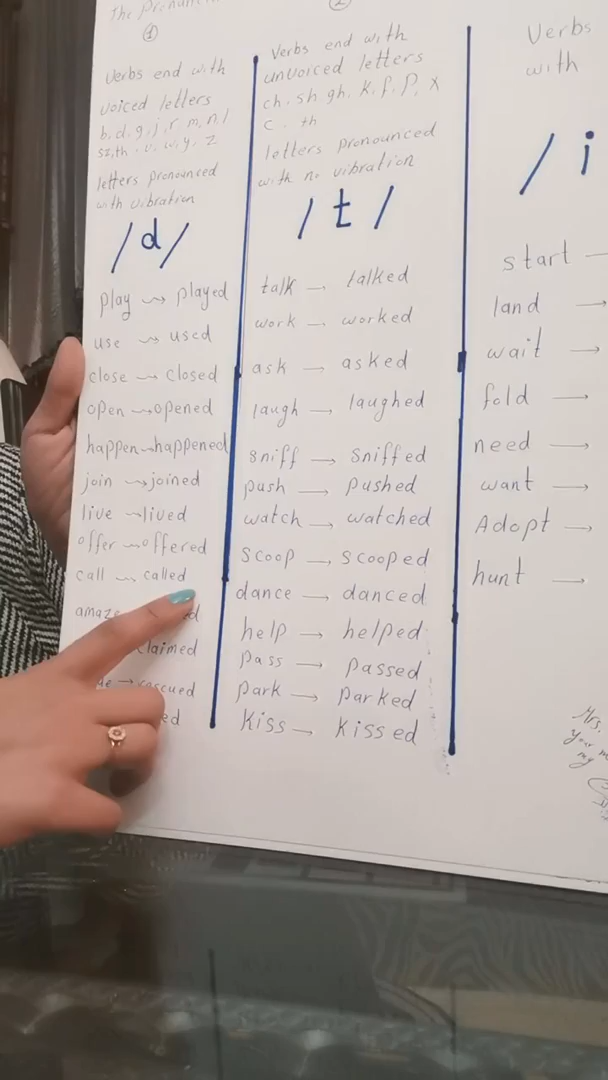 The
①
verbs end with
voiced letters
b, d, g, j, r, m, n, l
sz, th, v, w, y, z
letters pronounced
with vibration
/d/
play → played
use → used
close → closed
open → opened
happen → happened
join → joined
live → lived
offer → offered
call → called
amaze
claimed
→ rescued
ed
②
Verbs end with
unvoiced letters
ch, sh, gh, k, f, p, x
c, th
letters pronounced
with no vibration
/t/
talk → talked
work → worked
ask → asked
laugh → laughed
sniff → sniffed
push → pushed
watch → watched
scoop → scooped
dance → danced
help → helped
pass → passed
park → parked
kiss → kissed
Verbs
with
/i
start →
land →
wait →
fold →
need →
want →
Adopt →
hunt →
Mrs.
my